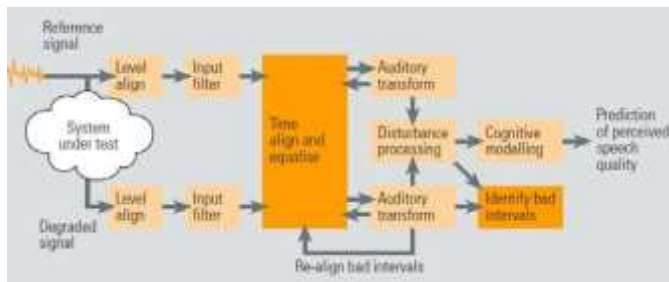 Reference
signal
Level
align
Input
filter
Auditory
transform
System
under test
Time
align and
equalise
Disturbance
processing
Cognitive
modelling
Prediction
of perceived
speech
quality
Level
align
Input
filter
Auditory
transform
Identify bad
intervals
Degraded
signal
Re-align bad intervals